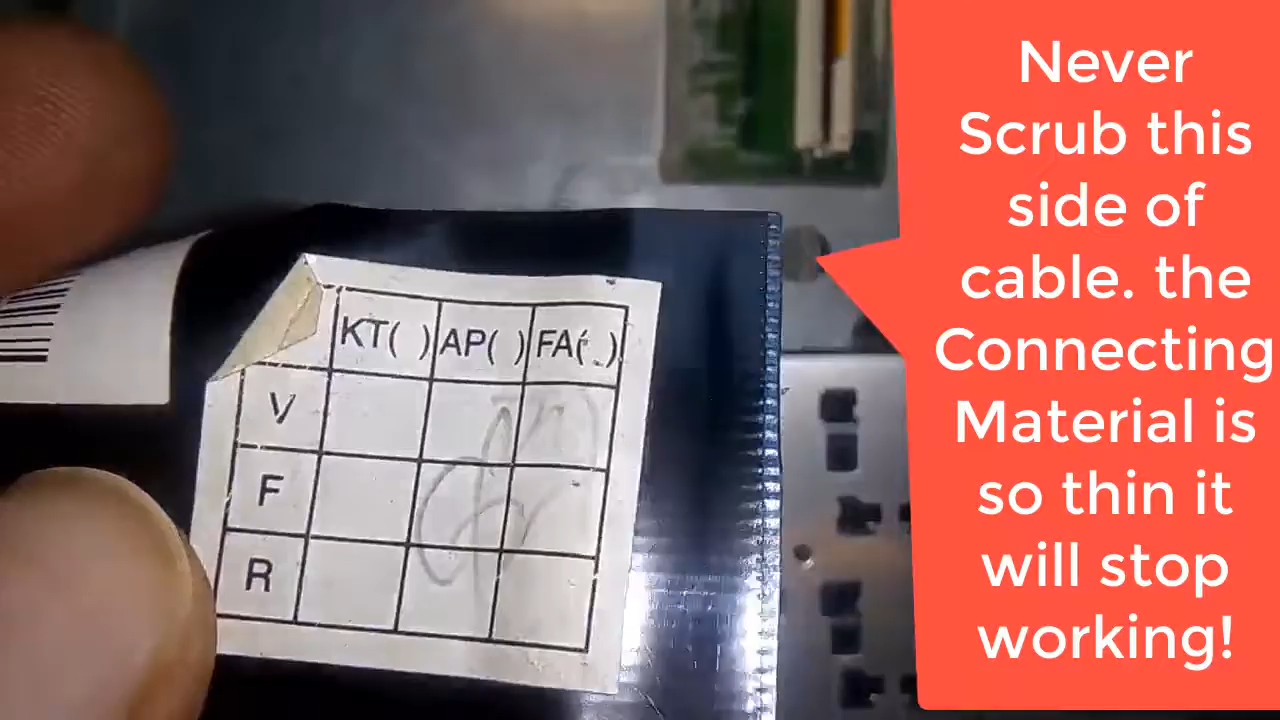 Never
Scrub this
side of
cable. the
Connecting
Material is
so thin it
will stop
working!
KT( ) AP( ) FA( )
V
F
R